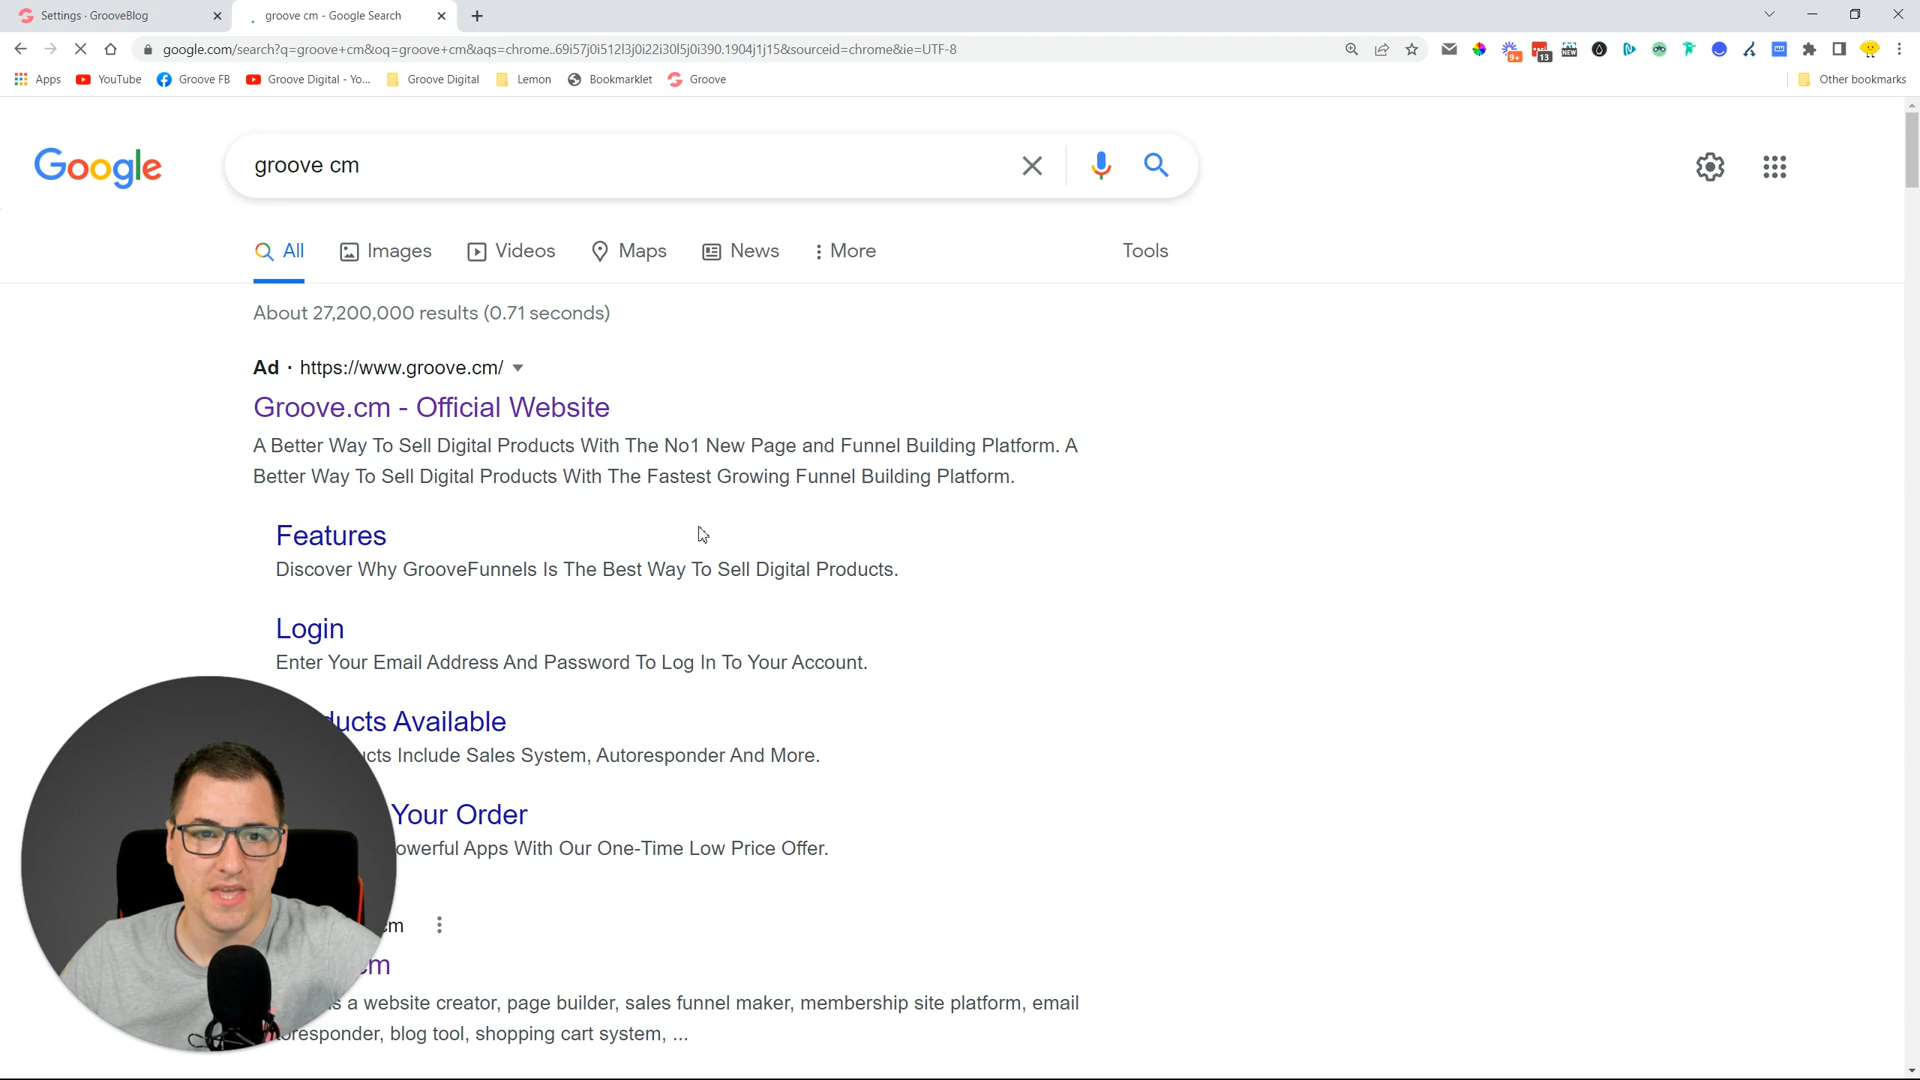 Settings - GrooveBlog
groove cm - Google Search
google.com/search?q=groove+cm&oq=groove+cm&aqs=chrome..69i57j0i512l3j0i22i30l5j0i390.1904j1j15&sourceid=chrome&ie=UTF-8
9+
13
NEW
Apps
YouTube
Groove FB
Groove Digital - Yo...
Groove Digital
Lemon
Bookmarklet
Groove
Other bookmarks
Google
groove cm
All
Images
Videos
Maps
News
More
Tools
About 27,200,000 results (0.71 seconds)
Ad · https://www.groove.cm/
Groove.cm - Official Website
A Better Way To Sell Digital Products With The No1 New Page and Funnel Building Platform. A
Better Way To Sell Digital Products With The Fastest Growing Funnel Building Platform.
Features
Discover Why GrooveFunnels Is The Best Way To Sell Digital Products.
Login
Enter Your Email Address And Password To Log In To Your Account.
ducts Available
cts Include Sales System, Autoresponder And More.
Your Order
owerful Apps With Our One-Time Low Price Offer.
cm
cm
s a website creator, page builder, sales funnel maker, membership site platform, email
oresponder, blog tool, shopping cart system, ...